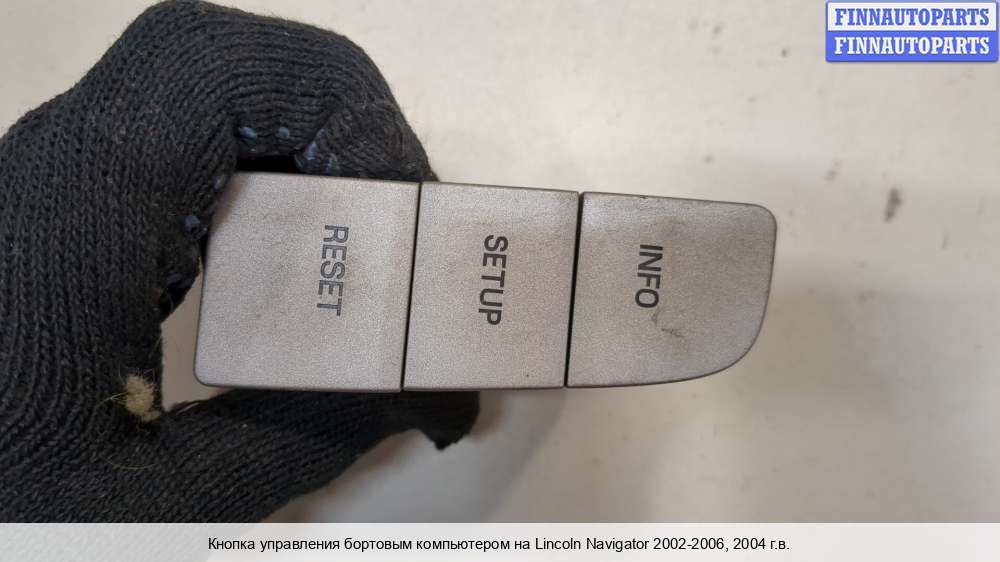 FINNAUTOPARTS
FINNAUTOPARTS
RESET
SETUP
INFO
Кнопка управления бортовым компьютером на Lincoln Navigator 2002-2006, 2004 г.в.